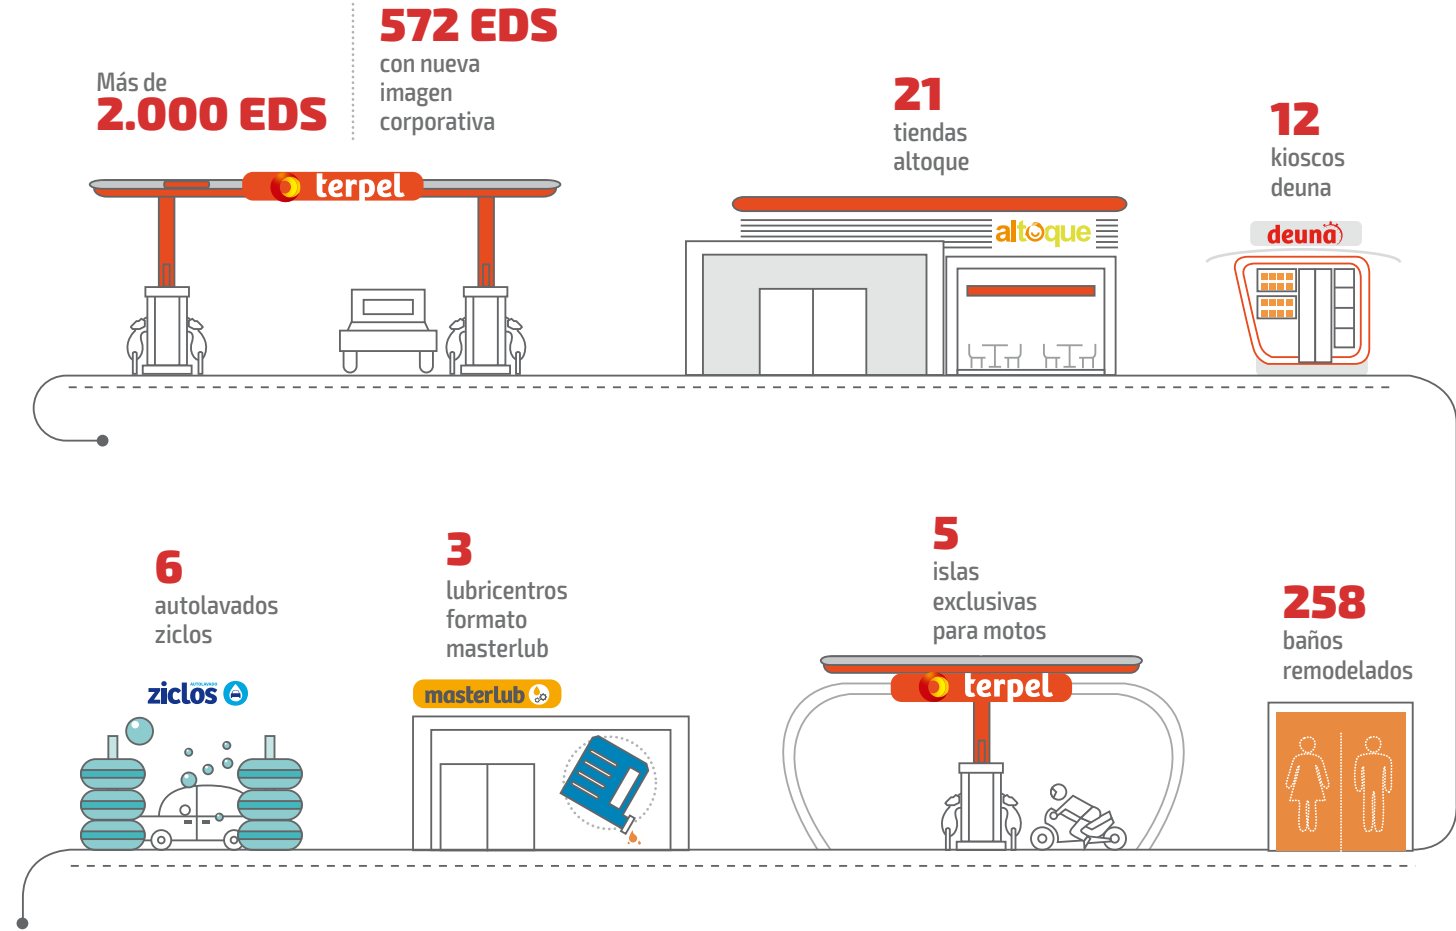 Más de
2.000 EDS
572 EDS
con nueva
imagen
corporativa
terpel
21
tiendas
altoque
altoque
12
kioscos
deuna
deuna
6
autolavados
ziclos
AUTOLAVADO
ziclos
3
lubricentros
formato
masterlub
masterlub
5
islas
exclusivas
para motos
terpel
258
baños
remodelados